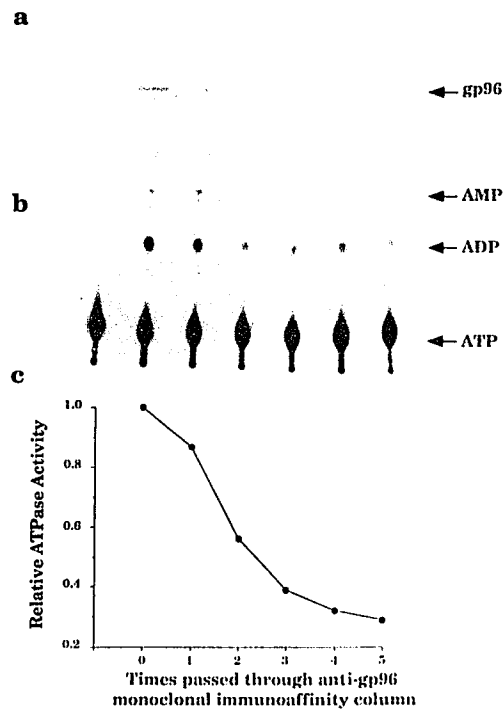 a
gp96
AMP
b
ADP
ATP
c
1.0
0.8
0.6
0.4
0.2
Relative ATPase Activity
0 1 2 3 4 5
Times passed through anti-gp96
monoclonal immunoaffinity column